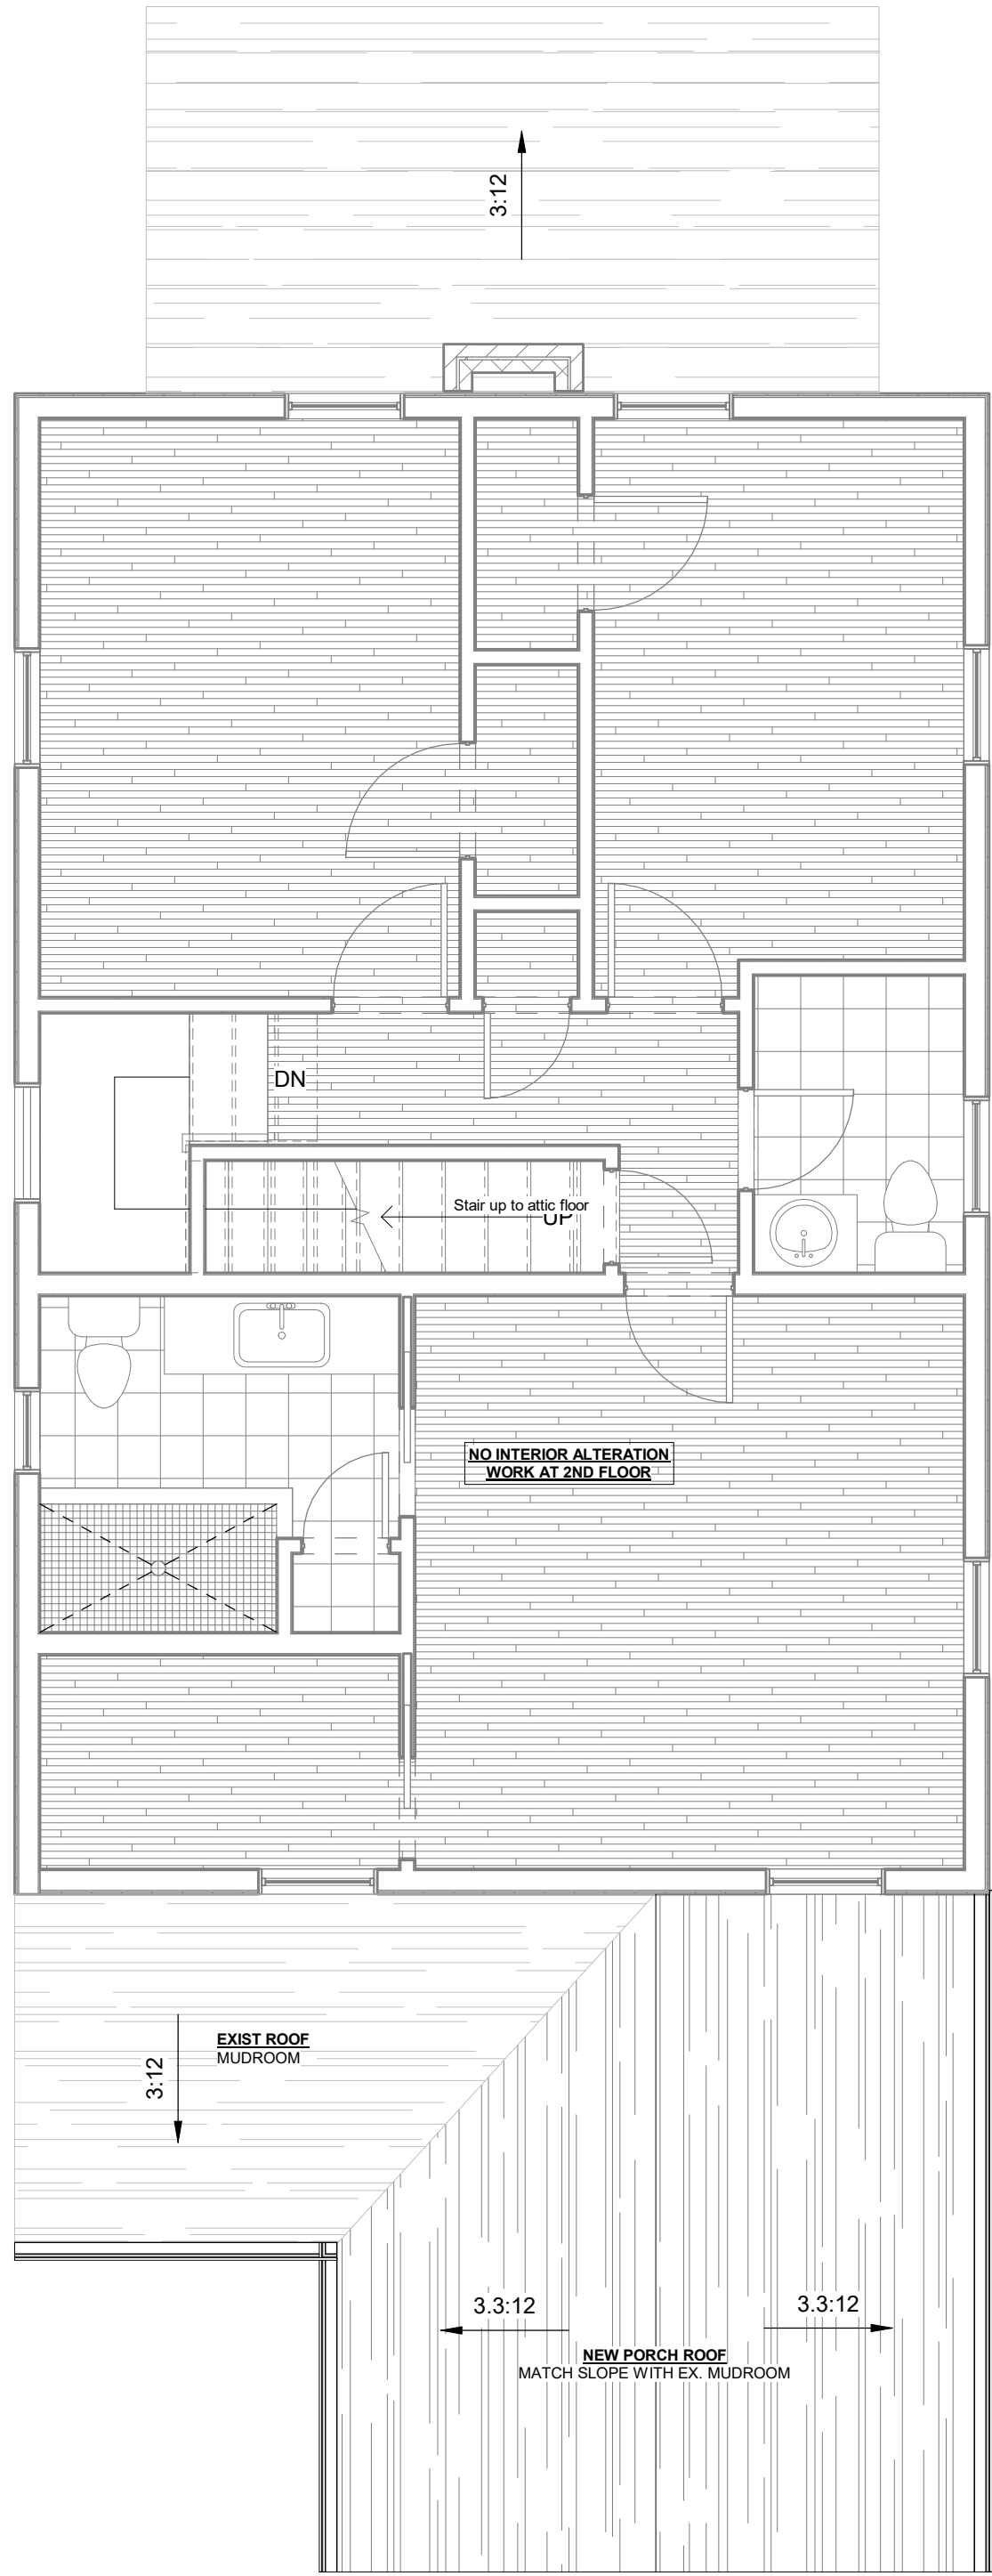 3:12
DN
Stair up to attic floor
UP
NO INTERIOR ALTERATION
WORK AT 2ND FLOOR
EXIST ROOF
MUDROOM
3:12
3.3:12
3.3:12
NEW PORCH ROOF
MATCH SLOPE WITH EX. MUDROOM